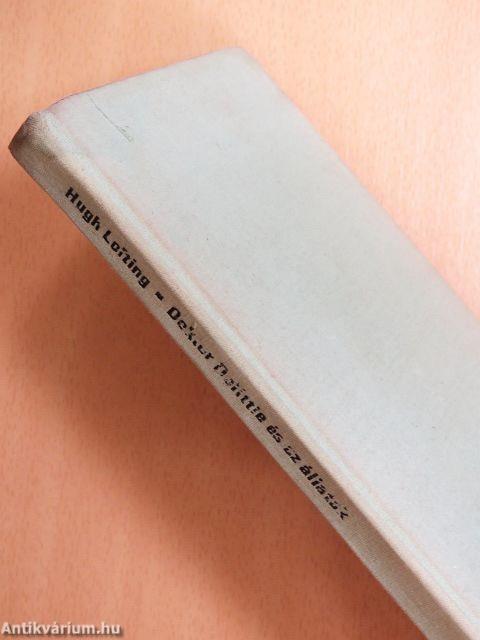 Hugh Lofting - Doktor Dolittle és az állatok
Antikvárium.hu